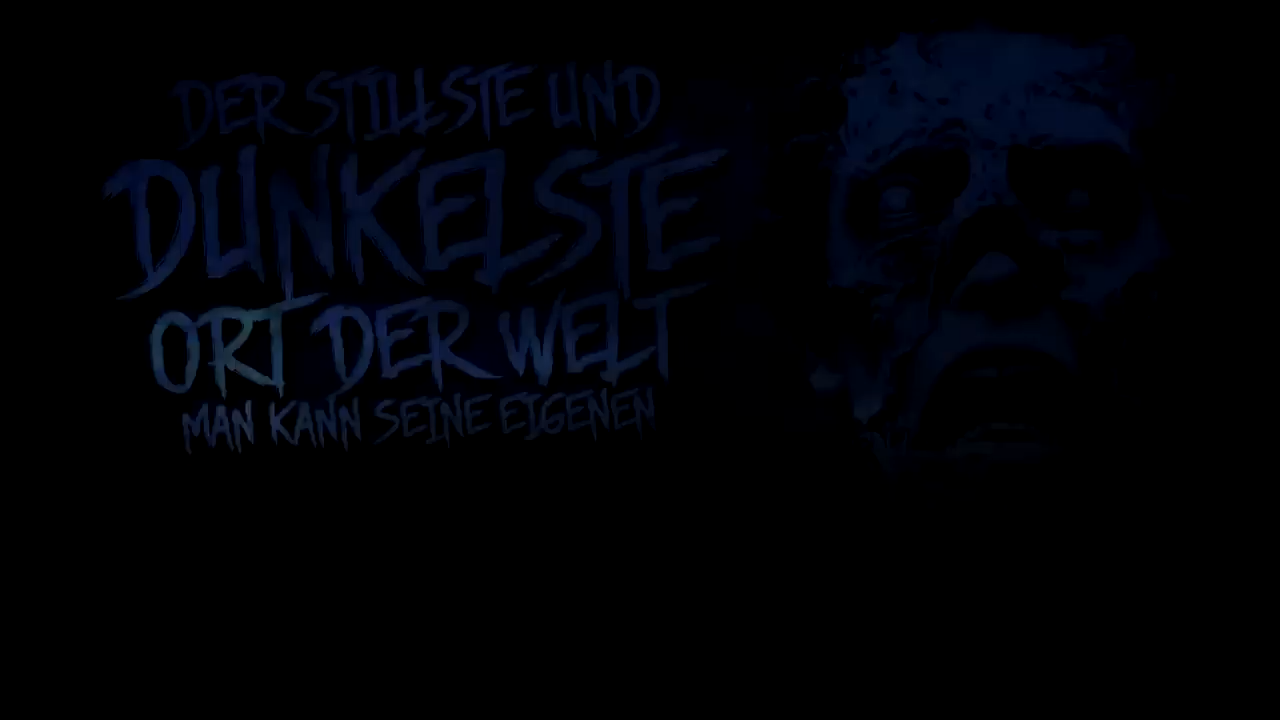 DER STILLSTE UND
DUNKELSTE
ORT DER WELT
MAN KANN SEINE EIGENEN